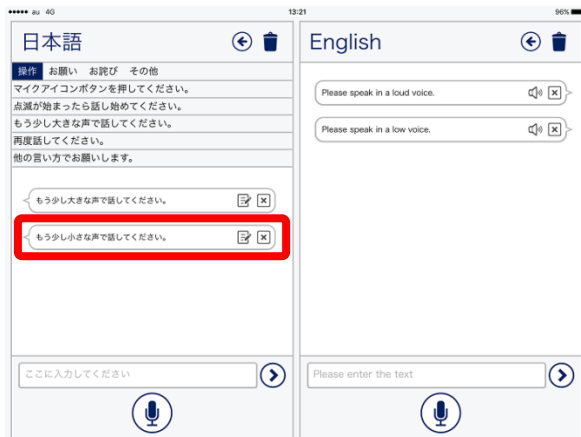 au 4G 13:21 96%
日本語
操作 お願い お詫び その他
マイクアイコンボタンを押してください。
点滅が始まったら話し始めてください。
もう少し大きな声で話してください。
再度話してください。
他の言い方でお願いします。
もう少し大きな声で話してください。
もう少し小さな声で話してください。
ここに入力してください
English
Please speak in a loud voice.
Please speak in a low voice.
Please enter the text